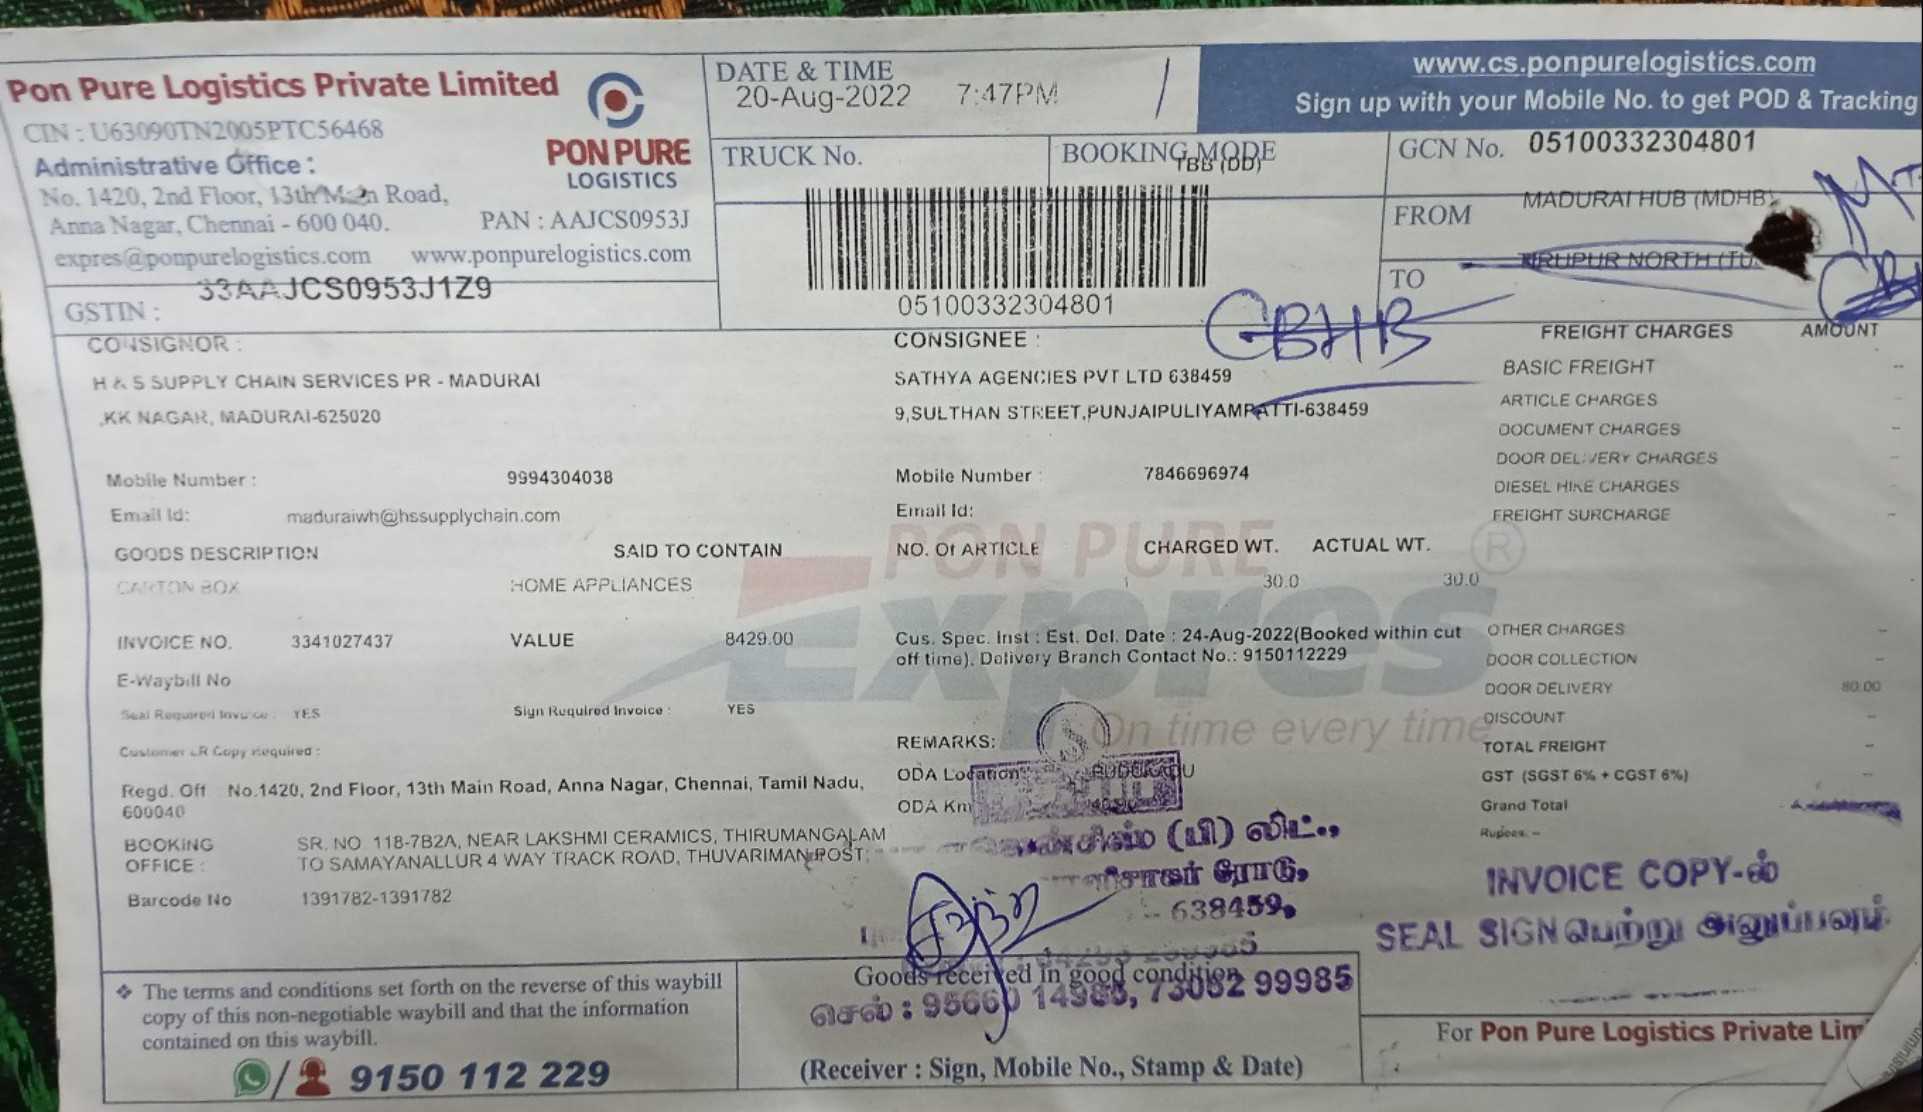 Pon Pure Logistics Private Limited
CIN : U63090TN2005PTC56468
Administrative Office :
No. 1420, 2nd Floor, 13th Main Road,
Anna Nagar, Chennai - 600 040. PAN : AAJCS0953J
expres@ponpurelogistics.com www.ponpurelogistics.com
GSTIN : 33AAJCS0953J1Z9
PON PURE
LOGISTICS
DATE & TIME
20-Aug-2022 7:47PM
www.cs.ponpurelogistics.com
Sign up with your Mobile No. to get POD & Tracking
TRUCK No.
BOOKING MODE
TBB (DD)
GCN No. 05100332304801
FROM MADURAI HUB (MDHB)
TO TIRUPUR NORTH
05100332304801
CBHB
CONSIGNOR :
H & S SUPPLY CHAIN SERVICES PR - MADURAI
,KK NAGAR, MADURAI-625020
Mobile Number : 9994304038
Email Id: maduraiwh@hssupplychain.com
CONSIGNEE :
SATHYA AGENCIES PVT LTD 638459
9,SULTHAN STREET,PUNJAIPULIYAMPATTI-638459
Mobile Number : 7846696974
Email Id:
FREIGHT CHARGES AMOUNT
BASIC FREIGHT --
ARTICLE CHARGES
DOCUMENT CHARGES --
DOOR DELIVERY CHARGES
DIESEL HIKE CHARGES --
FREIGHT SURCHARGE --
GOODS DESCRIPTION SAID TO CONTAIN NO. Of ARTICLE CHARGED WT. ACTUAL WT.
CARTON BOX HOME APPLIANCES 1 30.0 30.0
PON PURE
Expres ®
On time every time
INVOICE NO. 3341027437 VALUE 8429.00
E-Waybill No
Seal Required Invoice : YES Sign Required Invoice : YES
Customer LR Copy Required :
Cus. Spec. Inst : Est. Del. Date : 24-Aug-2022(Booked within cut
off time). Delivery Branch Contact No.: 9150112229
OTHER CHARGES --
DOOR COLLECTION --
DOOR DELIVERY 80.00
DISCOUNT --
TOTAL FREIGHT --
GST (SGST 6% + CGST 6%) --
Grand Total
Rupees. --
REMARKS:
ODA Location
ODA Km
Regd. Off No.1420, 2nd Floor, 13th Main Road, Anna Nagar, Chennai, Tamil Nadu,
600040
BOOKING OFFICE : SR. NO. 118-7B2A, NEAR LAKSHMI CERAMICS, THIRUMANGALAM
TO SAMAYANALLUR 4 WAY TRACK ROAD, THUVARIMAN POST,
Barcode No 1391782-1391782
(பி) லிட்.,
ரோடு,
638459,
INVOICE COPY-ல்
SEAL SIGN பெற்று அனுப்பவும்
❖ The terms and conditions set forth on the reverse of this waybill
copy of this non-negotiable waybill and that the information
contained on this waybill.
9150 112 229
Goods received in good condition
செல் : 95660 14985, 73052 99985
(Receiver : Sign, Mobile No., Stamp & Date)
For Pon Pure Logistics Private Lim